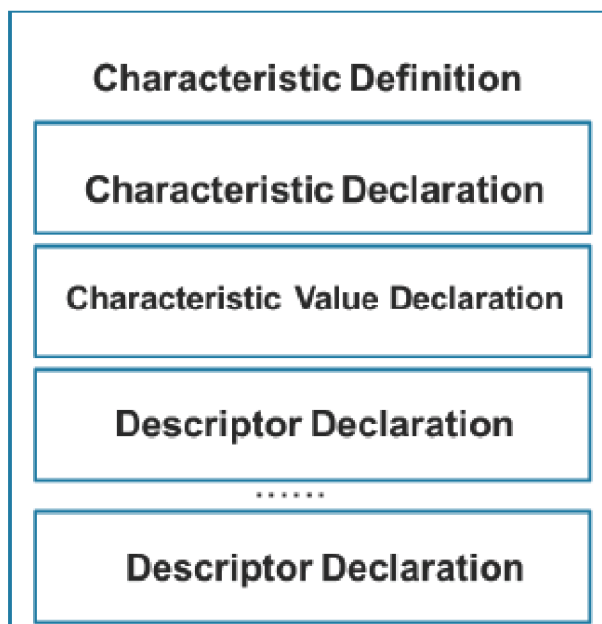 Characteristic Definition
Characteristic Declaration
Characteristic Value Declaration
Descriptor Declaration
......
Descriptor Declaration